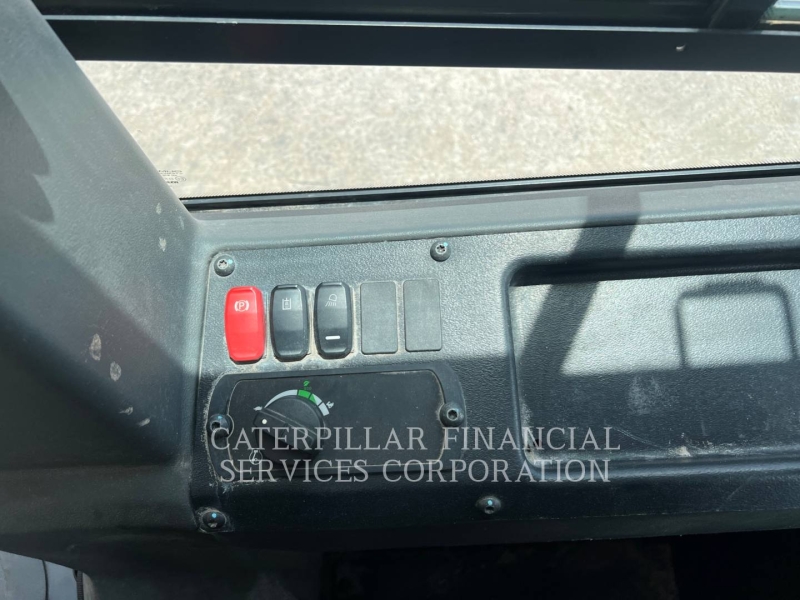 P
CATERPILLAR FINANCIAL
SERVICES CORPORATION